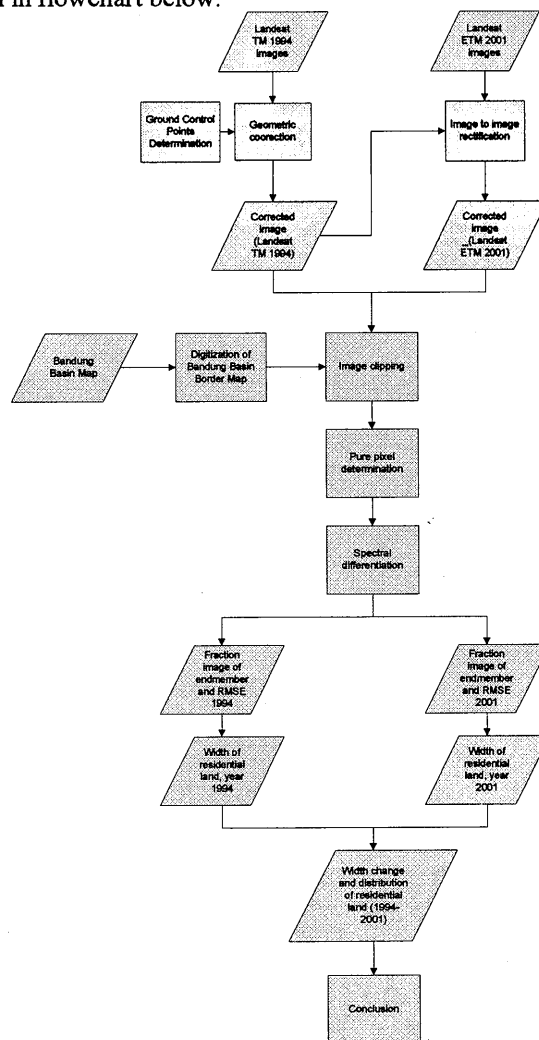 in flowchart below.
Landsat
TM 1994
images
Landsat
ETM 2001
images
Ground Control
Points
Determination
Geometric
coorection
Image to image
rectification
Corrected
image
(Landsat
TM 1994)
Corrected
image
(Landsat
ETM 2001)
Bandung
Basin Map
Digitization of
Bandung Basin
Border Map
Image clipping
Pure pixel
determination
Spectral
differentiation
Fraction
image of
endmember
and RMSE
1994
Fraction
image of
endmember
and RMSE
2001
Width of
residential
land, year
1994
Width of
residential
land, year
2001
Width change
and distribution
of residential
land (1994-
2001)
Conclusion